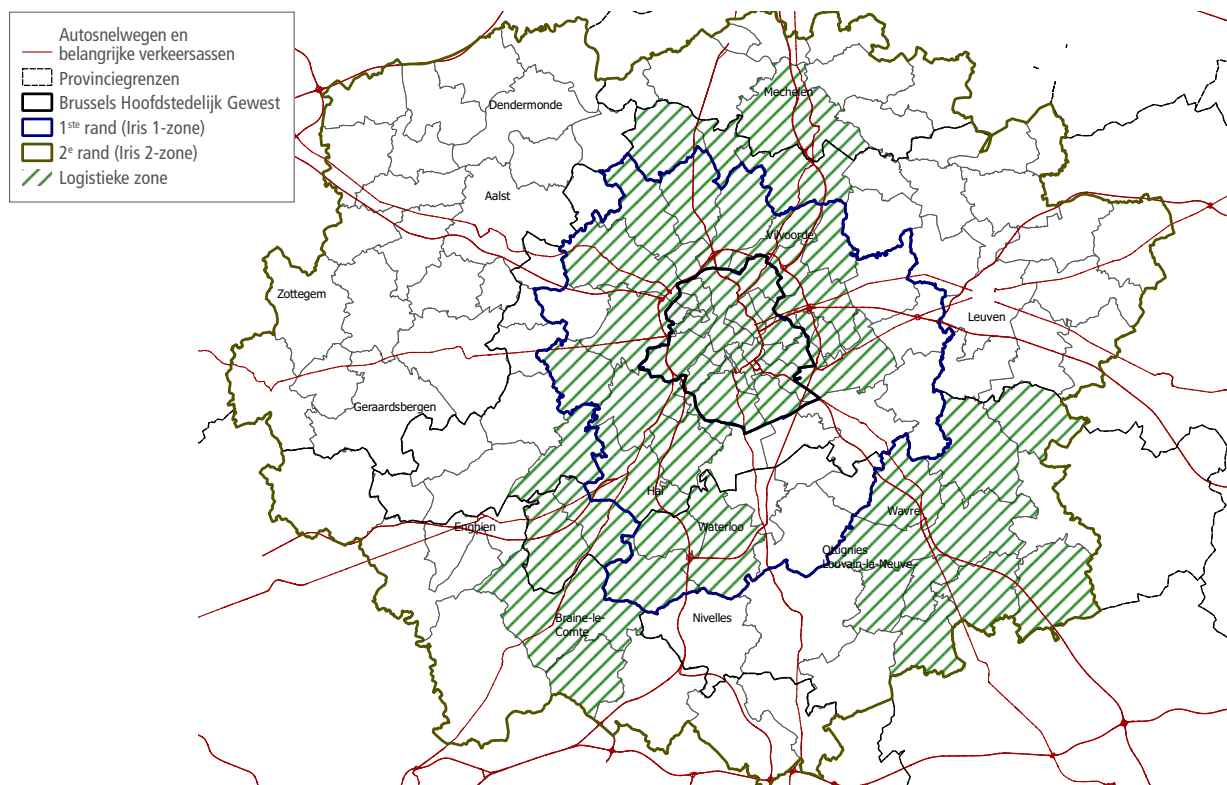 Autosnelwegen en
belangrijke verkeersassen
Provinciegrenzen
Brussels Hoofdstedelijk Gewest
1ste rand (Iris 1-zone)
2e rand (Iris 2-zone)
Logistieke zone
Mechelen
Dendermonde
Aalst
Vilvoorde
Zottegem
Leuven
Geraardsbergen
Hal
Wavre
Enghien
Waterloo
Ottignies
Louvain-la-Neuve
Braine-le-
Comte
Nivelles